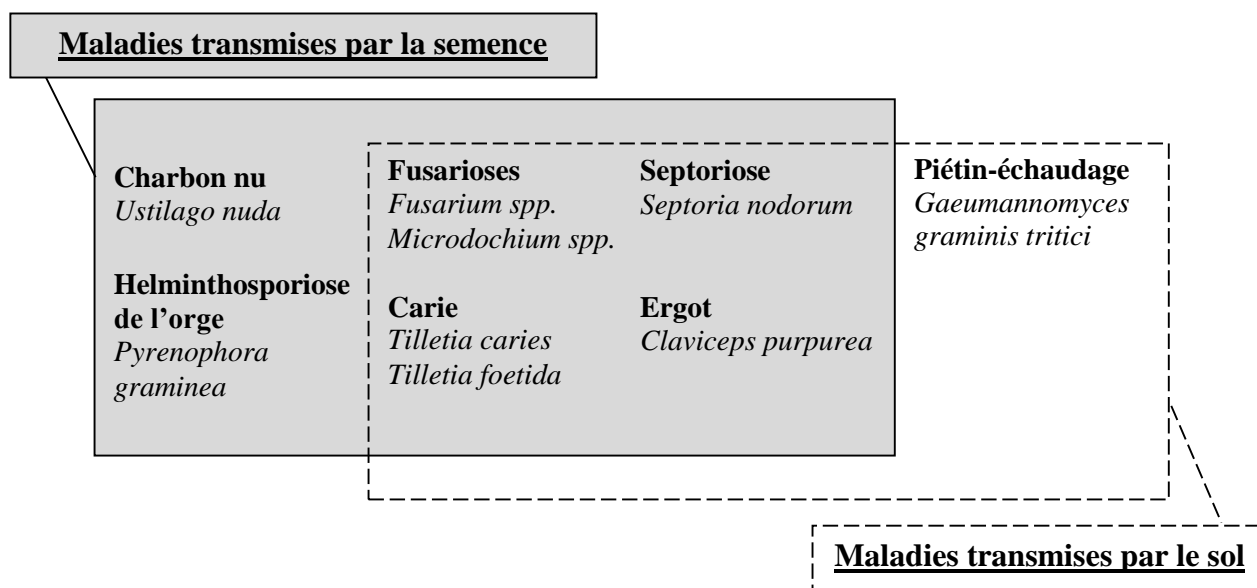 Maladies transmises par la semence
Charbon nu
Ustilago nuda
Helminthosporiose
de l'orge
Pyrenophora
graminea
Fusarioses
Fusarium spp.
Microdochium spp.
Carie
Tilletia caries
Tilletia foetida
Septoriose
Septoria nodorum
Ergot
Claviceps purpurea
Piétin-échaudage
Gaeumannomyces
graminis tritici
Maladies transmises par le sol